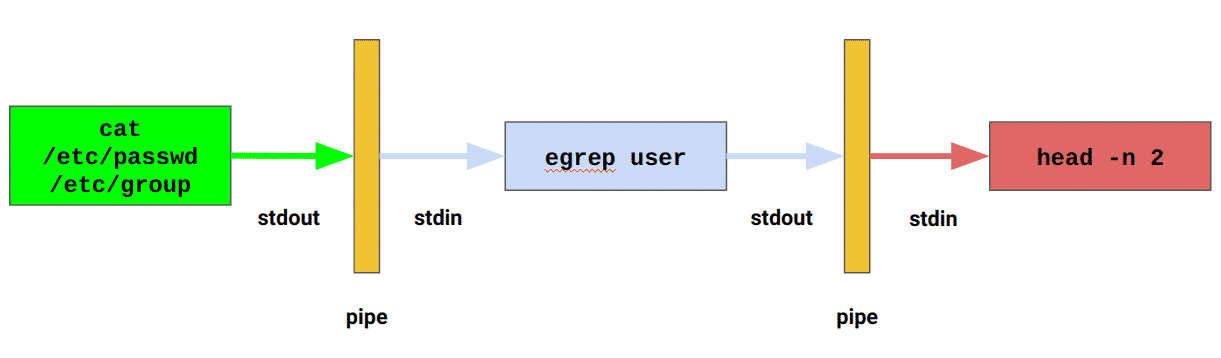 cat
/etc/passwd
/etc/group
egrep user
head -n 2
stdout
stdin
stdout
stdin
pipe
pipe